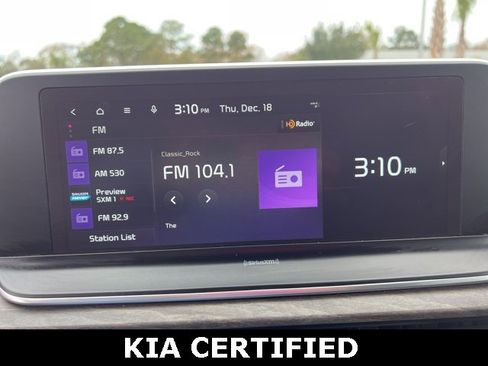 3:10 PM Thu, Dec. 18
FM
HD Radio
FM 87.5
AM 530
Preview
SXM 1
FM 92.9
Station List
Classic_Rock
FM 104.1
The
3:10 PM
((SiriusXM))
KIA CERTIFIED